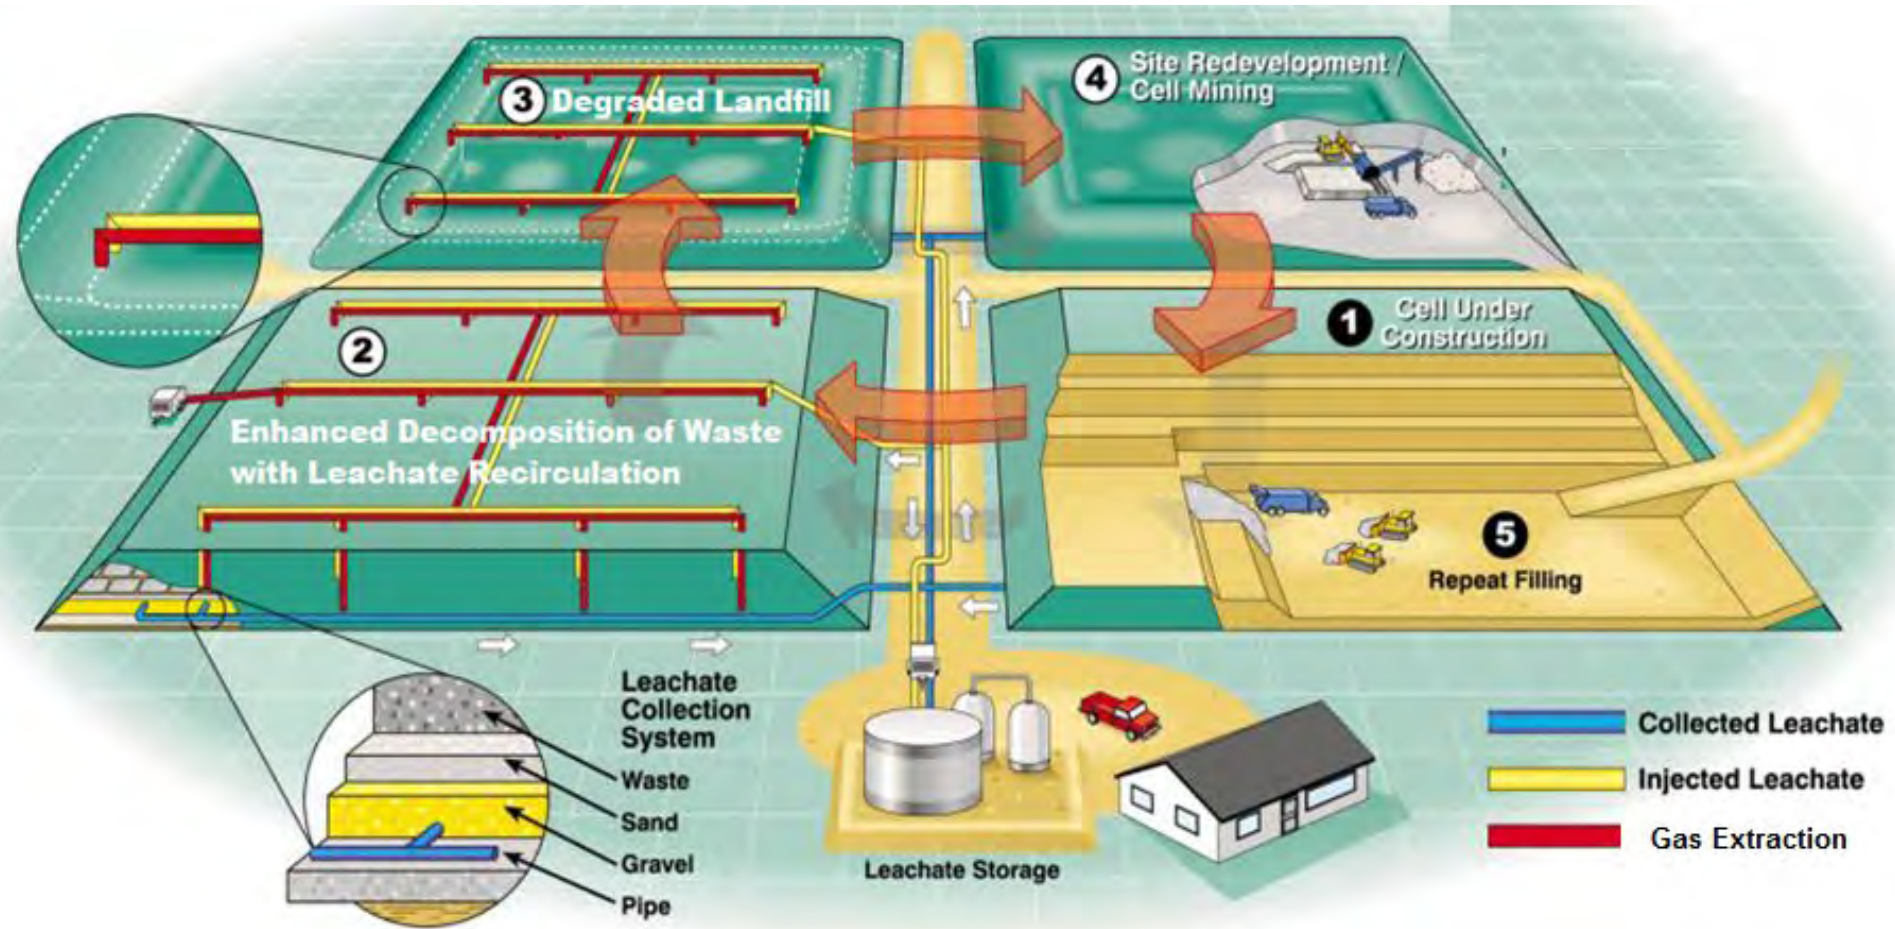 3 Degraded Landfill
4 Site Redevelopment /
Cell Mining
2
Enhanced Decomposition of Waste
with Leachate Recirculation
1 Cell Under
Construction
5
Repeat Filling
Leachate
Collection
System
Waste
Sand
Gravel
Pipe
Leachate Storage
Collected Leachate
Injected Leachate
Gas Extraction